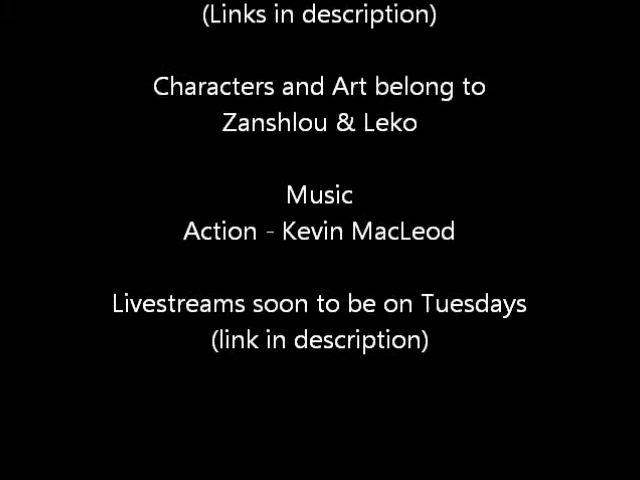 (Links in description)
Characters and Art belong to
Zanshlou & Leko
Music
Action - Kevin MacLeod
Livestreams soon to be on Tuesdays
(link in description)